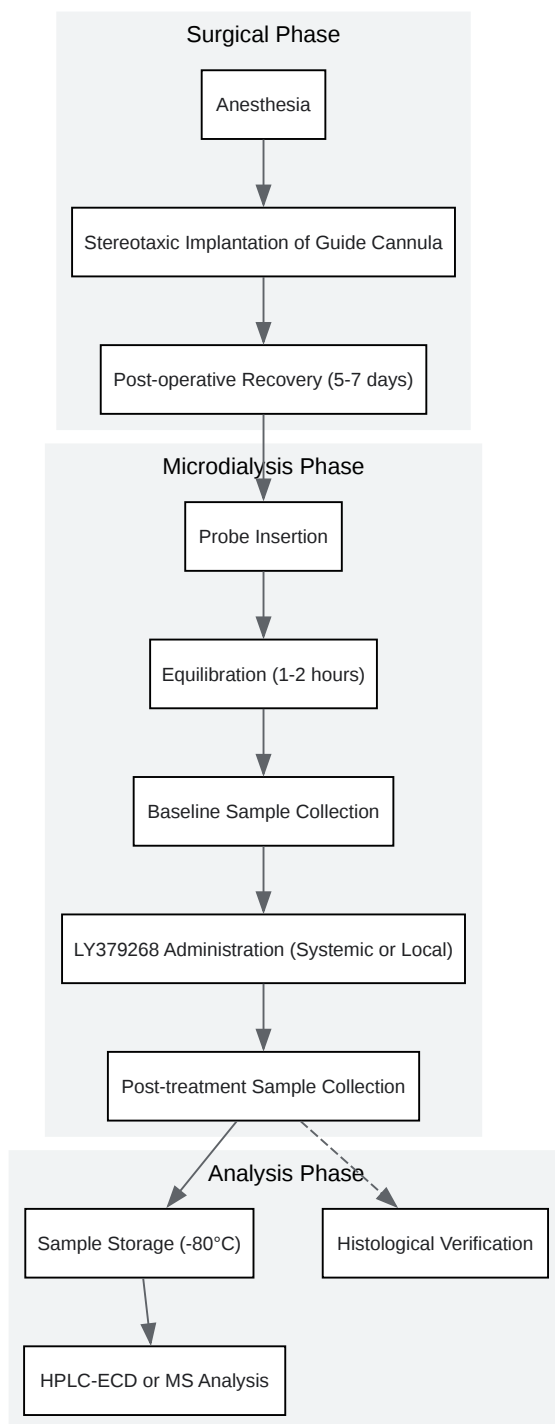 Surgical Phase
Anesthesia
Stereotaxic Implantation of Guide Cannula
Post-operative Recovery (5-7 days)
Microdialysis Phase
Probe Insertion
Equilibration (1-2 hours)
Baseline Sample Collection
LY379268 Administration (Systemic or Local)
Post-treatment Sample Collection
Analysis Phase
Sample Storage (-80°C)
Histological Verification
HPLC-ECD or MS Analysis